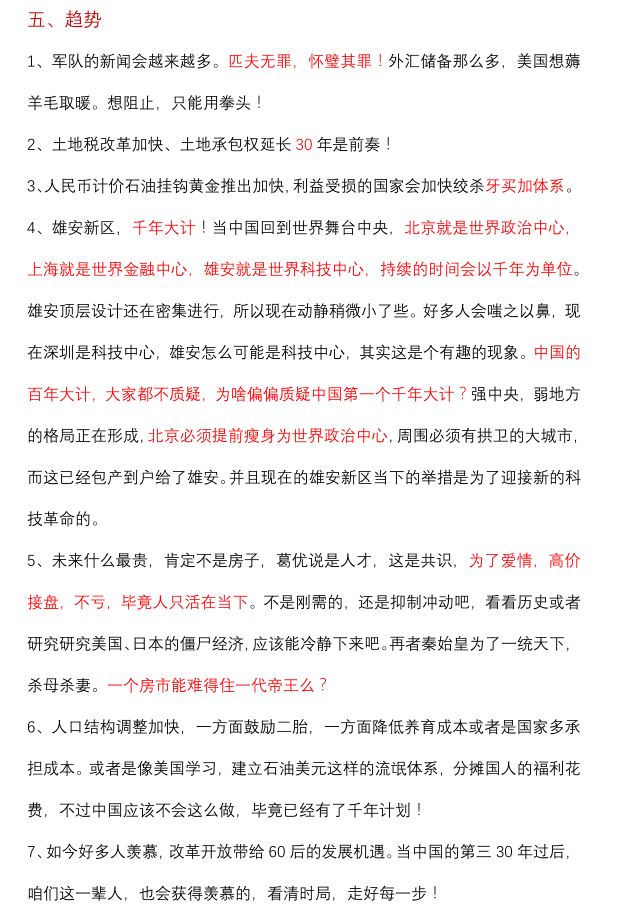 五、趋势
1、军队的新闻会越来越多。匹夫无罪，怀璧其罪！外汇储备那么多，美国想薅
羊毛取暖。想阻止，只能用拳头！
2、土地税改革加快、土地承包权延长 30 年是前奏！
3、人民币计价石油挂钩黄金推出加快，利益受损的国家会加快绞杀牙买加体系。
4、雄安新区，千年大计！当中国回到世界舞台中央，北京就是世界政治中心，
上海就是世界金融中心，雄安就是世界科技中心，持续的时间会以千年为单位。
雄安顶层设计还在密集进行，所以现在动静稍微小了些。好多人会嗤之以鼻，现
在深圳是科技中心，雄安怎么可能是科技中心，其实这是个有趣的现象。中国的
百年大计，大家都不质疑，为啥偏偏质疑中国第一个千年大计？强中央，弱地方
的格局正在形成，北京必须提前瘦身为世界政治中心，周围必须有拱卫的大城市，
而这已经包产到户给了雄安。并且现在的雄安新区当下的举措是为了迎接新的科
技革命的。
5、未来什么最贵，肯定不是房子，葛优说是人才，这是共识，为了爱情，高价
接盘，不亏，毕竟人只活在当下。不是刚需的，还是抑制冲动吧，看看历史或者
研究研究美国、日本的僵尸经济，应该能冷静下来吧。再者秦始皇为了一统天下，
杀母杀妻。一个房市能难得住一代帝王么？
6、人口结构调整加快，一方面鼓励二胎，一方面降低养育成本或者是国家多承
担成本。或者是像美国学习，建立石油美元这样的流氓体系，分摊国人的福利花
费，不过中国应该不会这么做，毕竟已经有了千年计划！
7、如今好多人羡慕，改革开放带给 60 后的发展机遇。当中国的第三 30 年过后，
咱们这一辈人，也会获得羡慕的，看清时局，走好每一步！